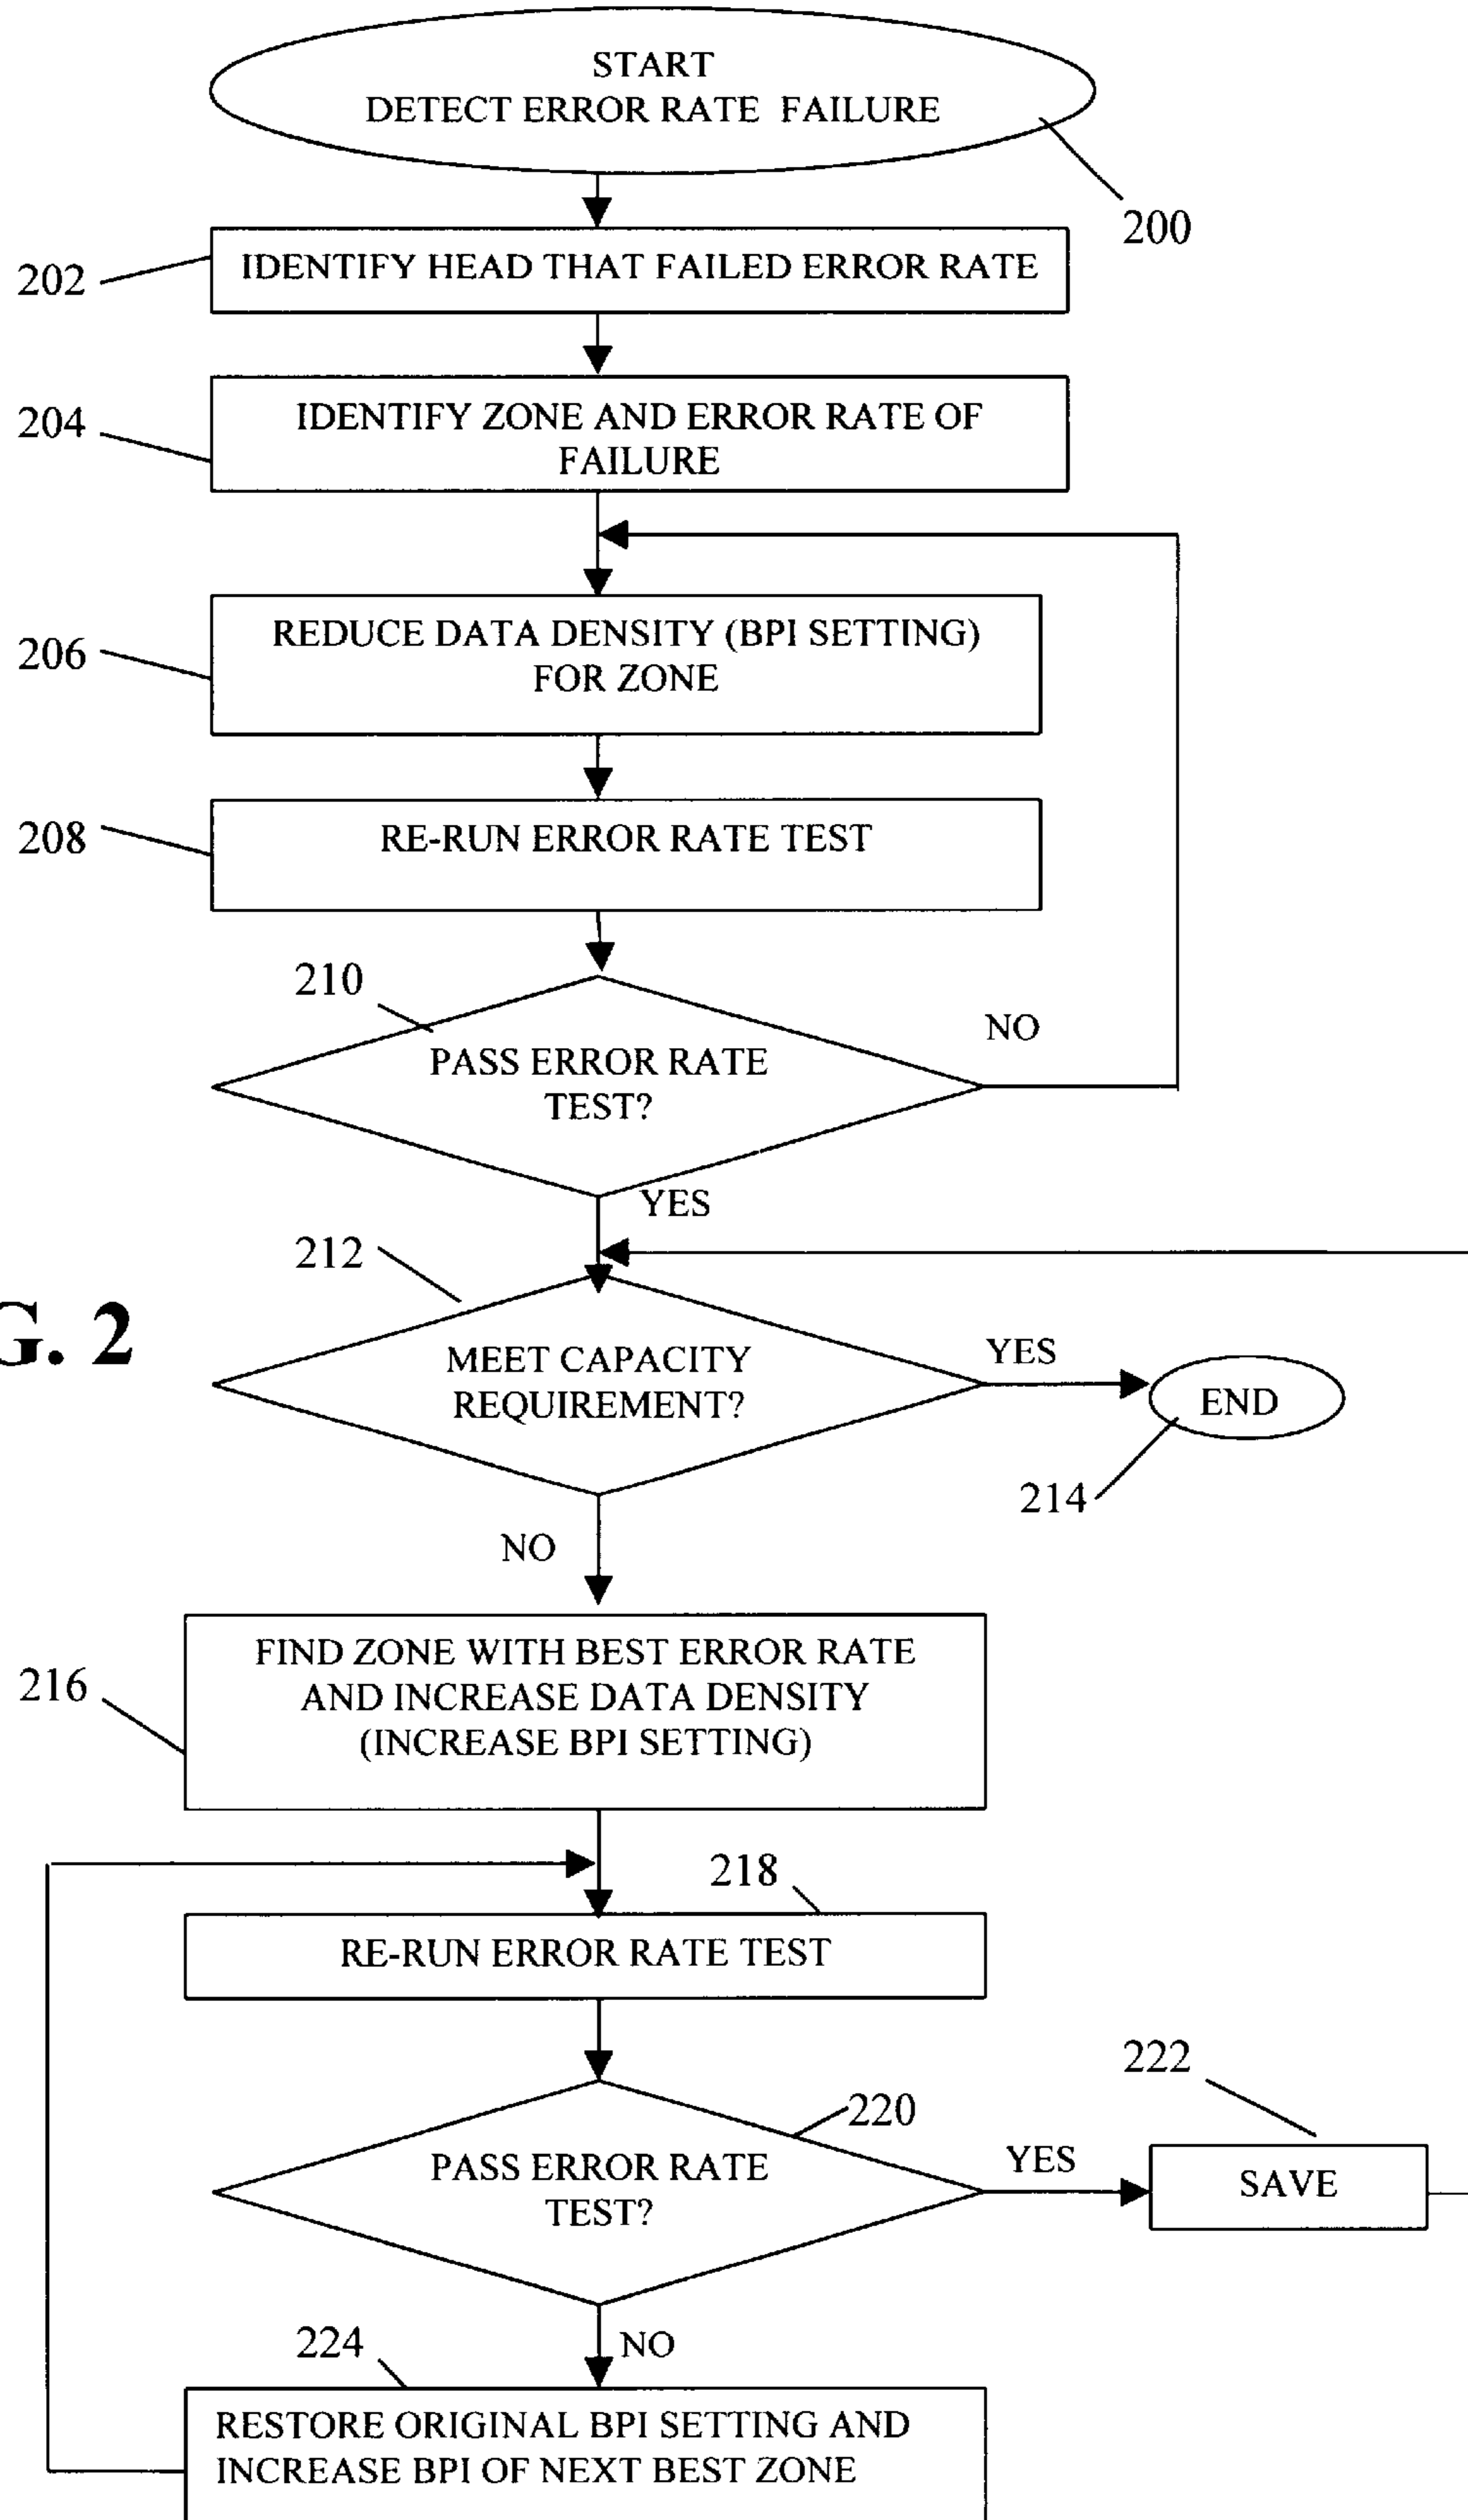 START
DETECT ERROR RATE FAILURE
200
202
IDENTIFY HEAD THAT FAILED ERROR RATE
204
IDENTIFY ZONE AND ERROR RATE OF
FAILURE
206
REDUCE DATA DENSITY (BPI SETTING)
FOR ZONE
208
RE-RUN ERROR RATE TEST
210
NO
PASS ERROR RATE
TEST?
YES
212
G. 2
MEET CAPACITY
REQUIREMENT?
YES
END
214
NO
216
FIND ZONE WITH BEST ERROR RATE
AND INCREASE DATA DENSITY
(INCREASE BPI SETTING)
218
RE-RUN ERROR RATE TEST
222
220
PASS ERROR RATE
TEST?
YES
SAVE
224
NO
RESTORE ORIGINAL BPI SETTING AND
INCREASE BPI OF NEXT BEST ZONE